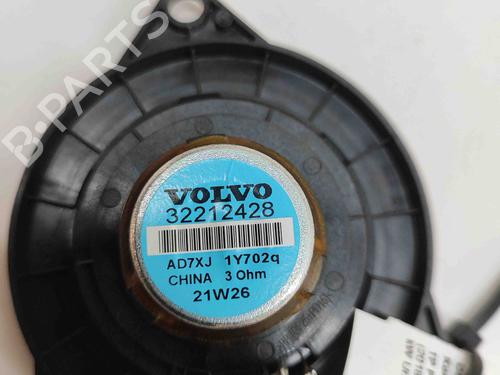 B-PARTS
VOLVO
32212428
AD7XJ 1Y702q
CHINA 3 Ohm
21W26